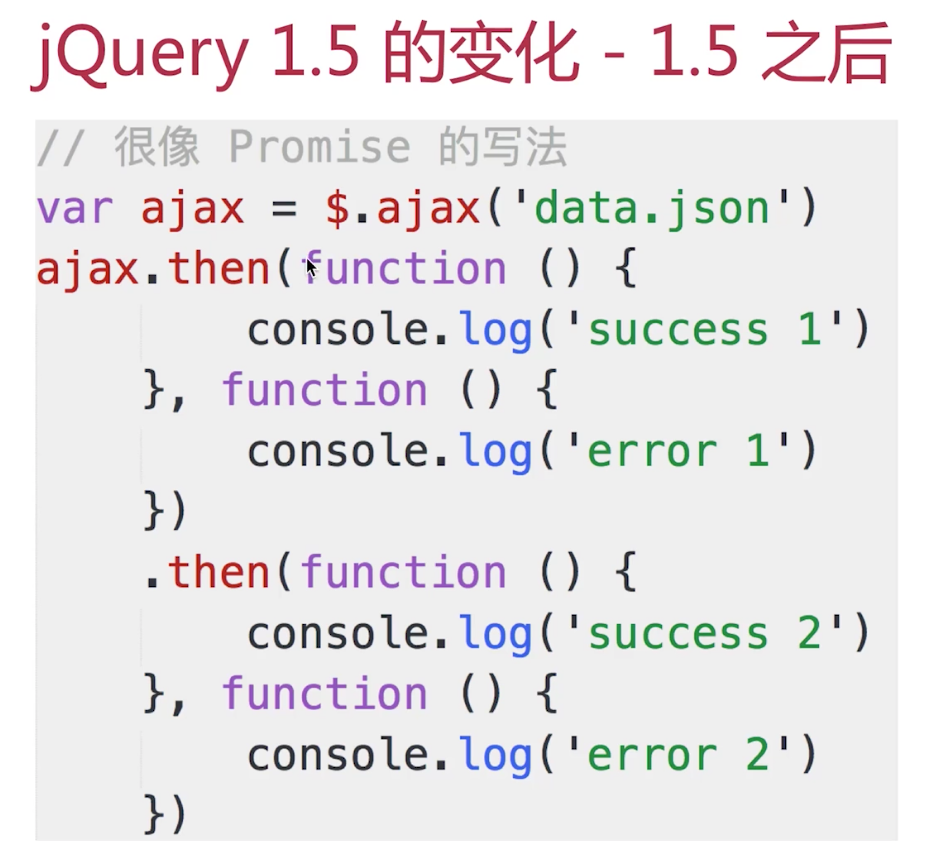 jQuery 1.5 的变化 - 1.5 之后
// 很像 Promise 的写法
var ajax = $.ajax('data.json')
ajax.then(function () {
        console.log('success 1')
    }, function () {
        console.log('error 1')
    })
    .then(function () {
        console.log('success 2')
    }, function () {
        console.log('error 2')
    })